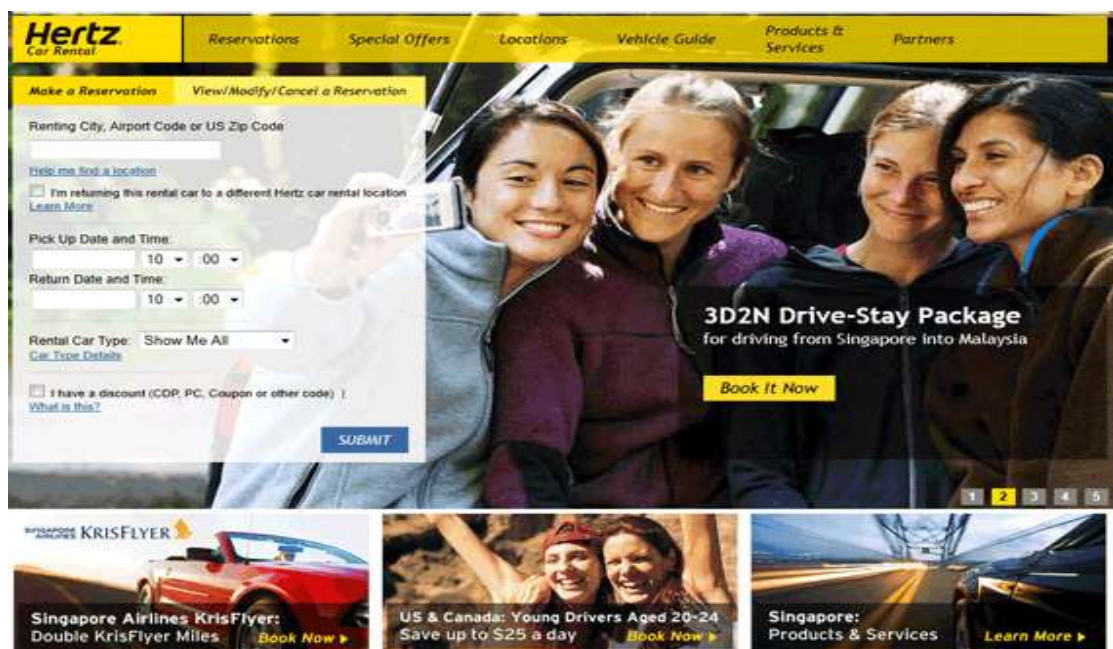 Hertz
Car Rental
Reservations
Special Offers
Locations
Vehicle Guide
Products &
Services
Partners
Make a Reservation
View/Modify/Cancel a Reservation
Renting City, Airport Code or US Zip Code
Help me find a location
I'm returning this rental car to a different Hertz car rental location
Learn More
Pick Up Date and Time:
10 :00
Return Date and Time:
10 :00
Rental Car Type: Show Me All
Car Type Details
I have a discount (CDP, PC, Coupon or other code) |
What is this?
SUBMIT
3D2N Drive-Stay Package
for driving from Singapore into Malaysia
Book It Now
1 2 3 4 5
SINGAPORE AIRLINES KRISFLYER
Singapore Airlines KrisFlyer:
Double KrisFlyer Miles Book Now
US & Canada: Young Drivers Aged 20-24
Save up to $25 a day Book Now
Singapore:
Products & Services Learn More